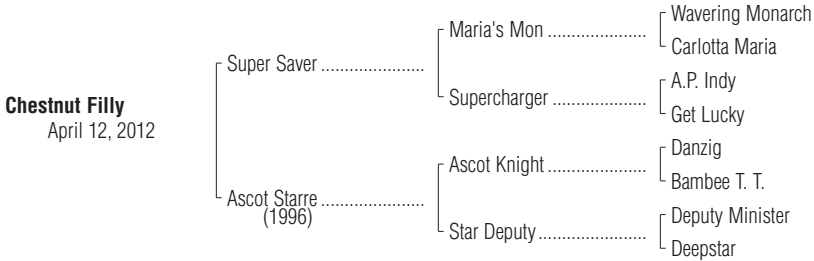 Chestnut Filly
April 12, 2012
Super Saver ......................
Ascot Starre ......................
(1996)
Maria's Mon .....................
Supercharger ....................
Ascot Knight .....................
Star Deputy.......................
Wavering Monarch
Carlotta Maria
A.P. Indy
Get Lucky
Danzig
Bambee T. T.
Deputy Minister
Deepstar